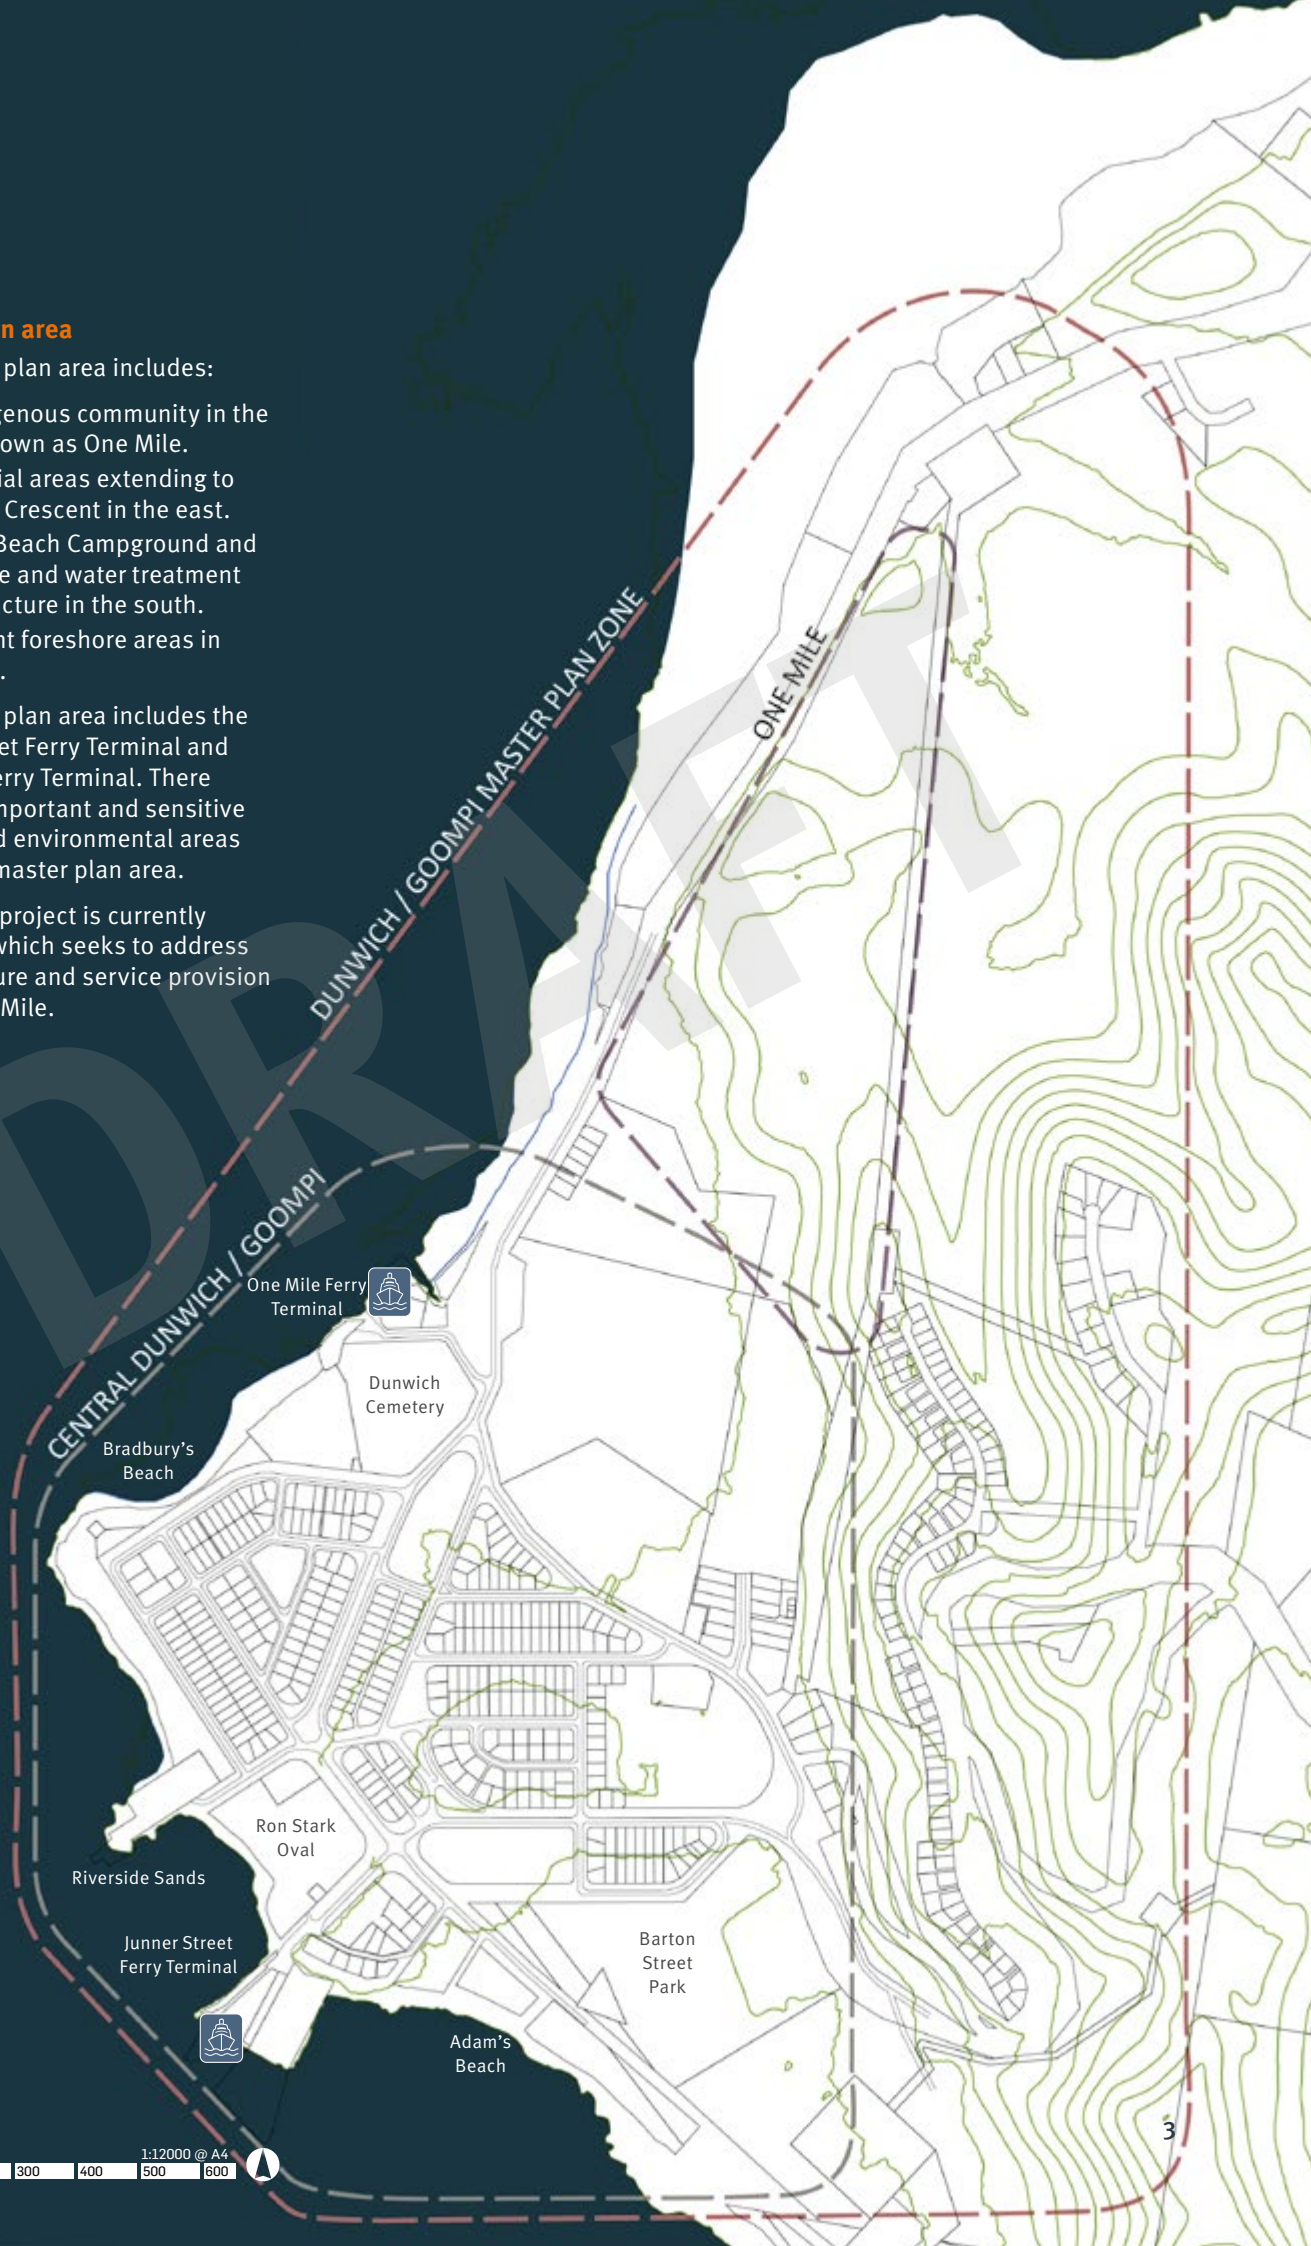 n area
plan area includes:
genous community in the
own as One Mile.
ial areas extending to
Crescent in the east.
Beach Campground and
e and water treatment
cture in the south.
nt foreshore areas in
.
plan area includes the
et Ferry Terminal and
erry Terminal. There
mportant and sensitive
d environmental areas
master plan area.
project is currently
which seeks to address
ure and service provision
Mile.
DUNWICH / GOOMPI MASTER PLAN ZONE
ONE MILE
DRAFT
CENTRAL DUNWICH / GOOMPI
One Mile Ferry
Terminal
Dunwich
Cemetery
Bradbury's
Beach
Ron Stark
Oval
Riverside Sands
Junner Street
Ferry Terminal
Barton
Street
Park
Adam's
Beach
1:12000 @ A4
300 400 500 600
3